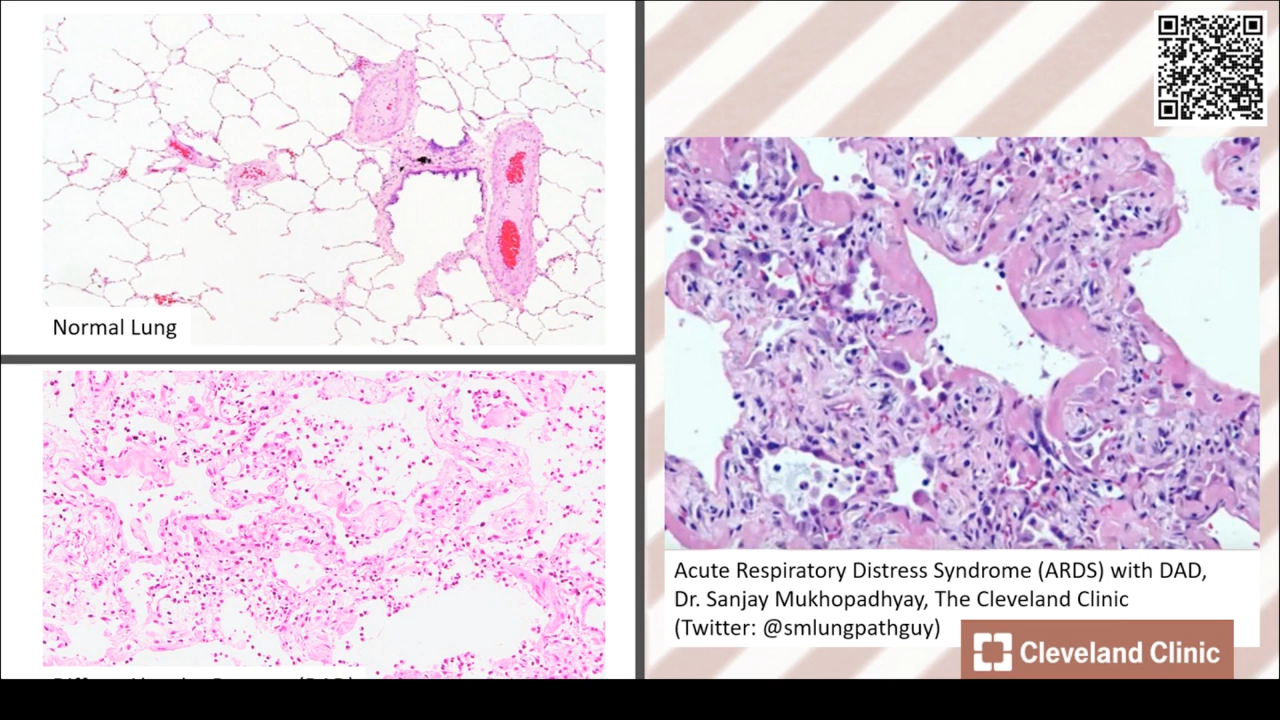 Normal Lung
Acute Respiratory Distress Syndrome (ARDS) with DAD,
Dr. Sanjay Mukhopadhyay, The Cleveland Clinic
(Twitter: @smlungpathguy)
Cleveland Clinic